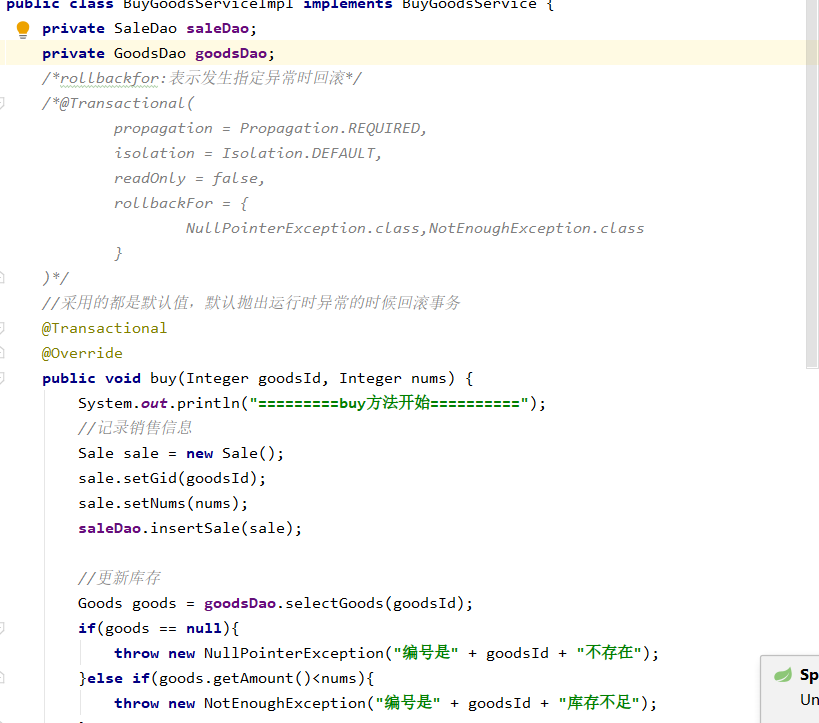 public class BuyGoodsServiceImpl implements BuyGoodsService {
private SaleDao saleDao;
private GoodsDao goodsDao;
/*rollbackfor:表示发生指定异常时回滚*/
/*@Transactional(
propagation = Propagation.REQUIRED,
isolation = Isolation.DEFAULT,
readOnly = false,
rollbackFor = {
NullPointerException.class,NotEnoughException.class
}
)*/
//采用的都是默认值，默认抛出运行时异常的时候回滚事务
@Transactional
@Override
public void buy(Integer goodsId, Integer nums) {
System.out.println("=========buy方法开始==========");
//记录销售信息
Sale sale = new Sale();
sale.setGid(goodsId);
sale.setNums(nums);
saleDao.insertSale(sale);
//更新库存
Goods goods = goodsDao.selectGoods(goodsId);
if(goods == null){
throw new NullPointerException("编号是" + goodsId + "不存在");
}else if(goods.getAmount()<nums){
throw new NotEnoughException("编号是" + goodsId + "库存不足");
Sp
Un